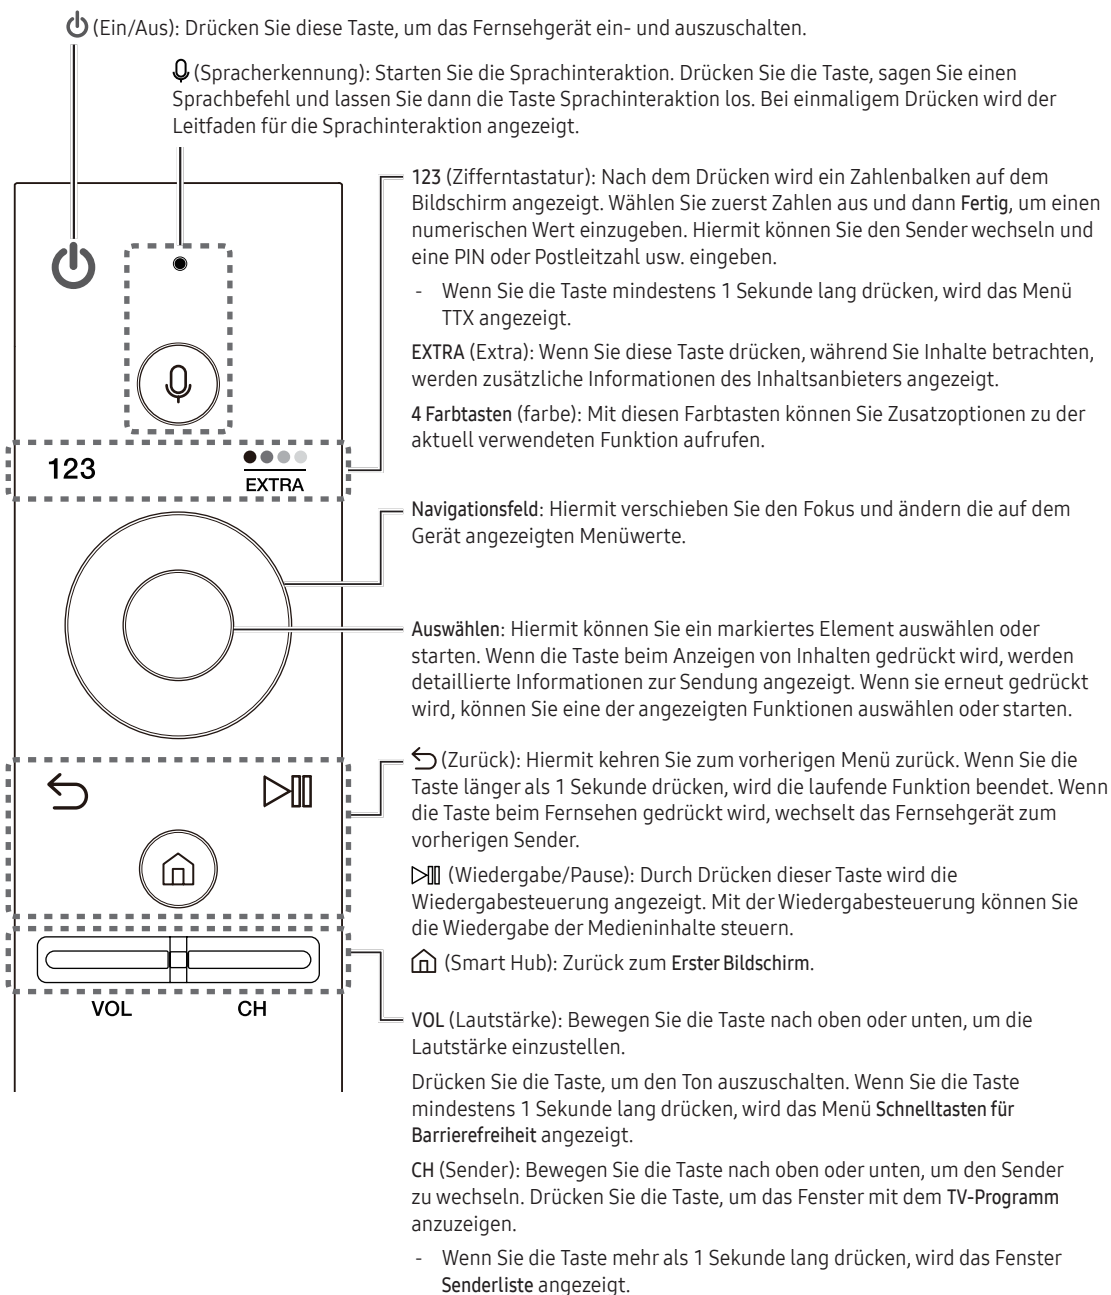 (Ein/Aus): Drücken Sie diese Taste, um das Fernsehgerät ein- und auszuschalten.
(Spracherkennung): Starten Sie die Sprachinteraktion. Drücken Sie die Taste, sagen Sie einen
Sprachbefehl und lassen Sie dann die Taste Sprachinteraktion los. Bei einmaligem Drücken wird der
Leitfaden für die Sprachinteraktion angezeigt.
123 (Zifferntastatur): Nach dem Drücken wird ein Zahlenbalken auf dem
Bildschirm angezeigt. Wählen Sie zuerst Zahlen aus und dann Fertig, um einen
numerischen Wert einzugeben. Hiermit können Sie den Sender wechseln und
eine PIN oder Postleitzahl usw. eingeben.
- Wenn Sie die Taste mindestens 1 Sekunde lang drücken, wird das Menü
TTX angezeigt.
EXTRA (Extra): Wenn Sie diese Taste drücken, während Sie Inhalte betrachten,
werden zusätzliche Informationen des Inhaltsanbieters angezeigt.
4 Farbtasten (farbe): Mit diesen Farbtasten können Sie Zusatzoptionen zu der
aktuell verwendeten Funktion aufrufen.
123
EXTRA
Navigationsfeld: Hiermit verschieben Sie den Fokus und ändern die auf dem
Gerät angezeigten Menüwerte.
Auswählen: Hiermit können Sie ein markiertes Element auswählen oder
starten. Wenn die Taste beim Anzeigen von Inhalten gedrückt wird, werden
detaillierte Informationen zur Sendung angezeigt. Wenn sie erneut gedrückt
wird, können Sie eine der angezeigten Funktionen auswählen oder starten.
(Zurück): Hiermit kehren Sie zum vorherigen Menü zurück. Wenn Sie die
Taste länger als 1 Sekunde drücken, wird die laufende Funktion beendet. Wenn
die Taste beim Fernsehen gedrückt wird, wechselt das Fernsehgerät zum
vorherigen Sender.
(Wiedergabe/Pause): Durch Drücken dieser Taste wird die
Wiedergabesteuerung angezeigt. Mit der Wiedergabesteuerung können Sie
die Wiedergabe der Medieninhalte steuern.
(Smart Hub): Zurück zum Erster Bildschirm.
VOL
CH
VOL (Lautstärke): Bewegen Sie die Taste nach oben oder unten, um die
Lautstärke einzustellen.
Drücken Sie die Taste, um den Ton auszuschalten. Wenn Sie die Taste
mindestens 1 Sekunde lang drücken, wird das Menü Schnelltasten für
Barrierefreiheit angezeigt.
CH (Sender): Bewegen Sie die Taste nach oben oder unten, um den Sender
zu wechseln. Drücken Sie die Taste, um das Fenster mit dem TV-Programm
anzuzeigen.
- Wenn Sie die Taste mehr als 1 Sekunde lang drücken, wird das Fenster
Senderliste angezeigt.